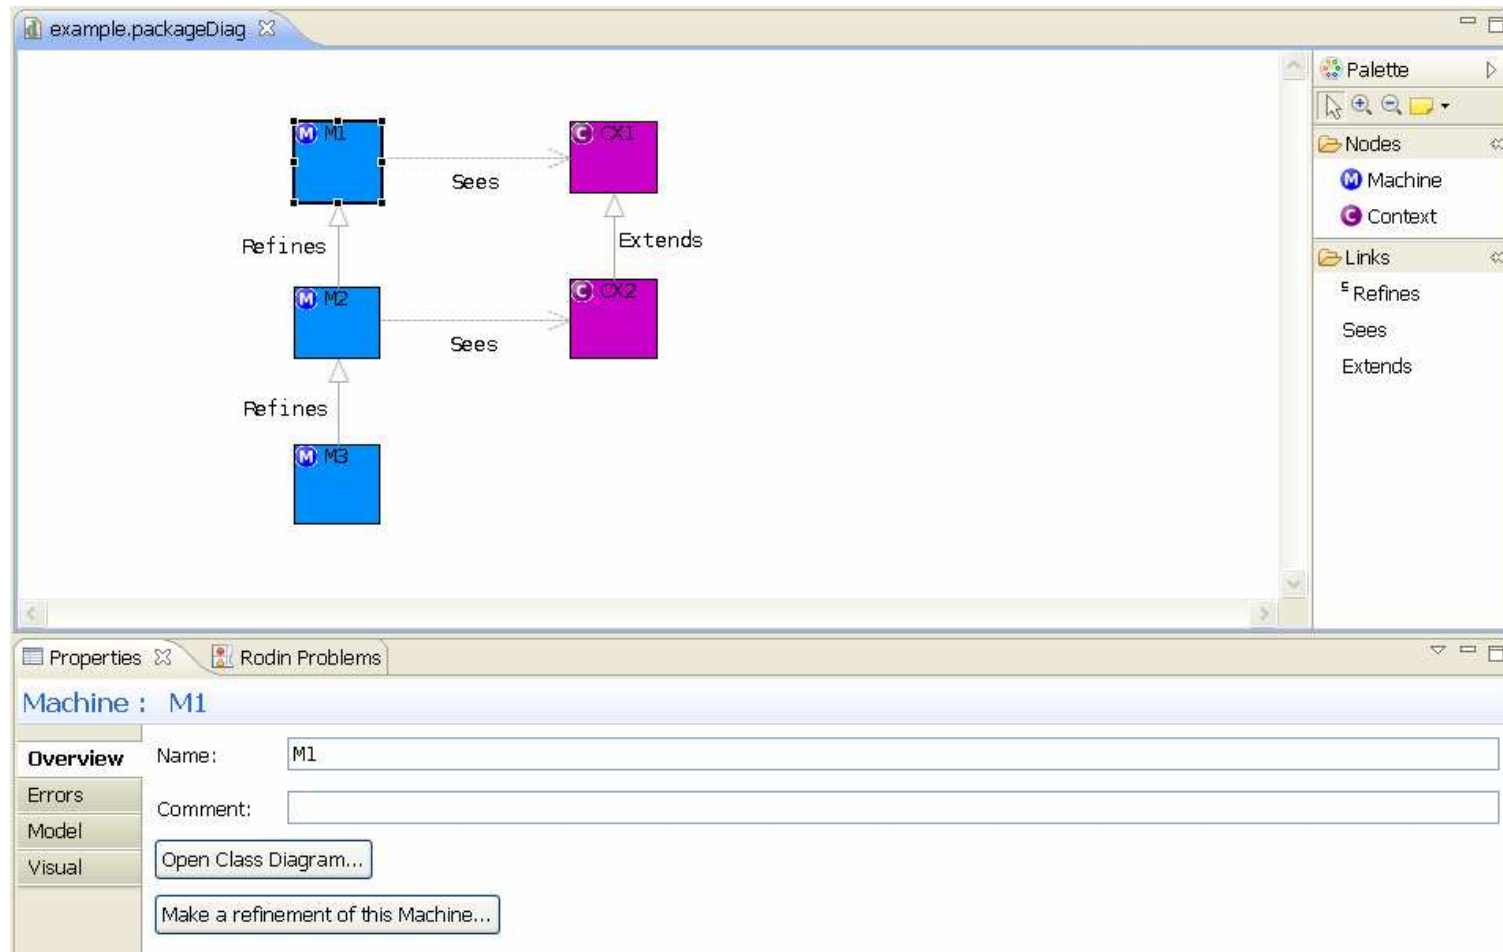 example.packageDiag
Palette
M1
CX1
Nodes
Sees
Machine
Context
Refines
Extends
Links
M2
CX2
Refines
Sees
Sees
Extends
Refines
M3
Properties
Rodin Problems
Machine : M1
Overview
Name:
M1
Errors
Comment:
Model
Visual
Open Class Diagram...
Make a refinement of this Machine...